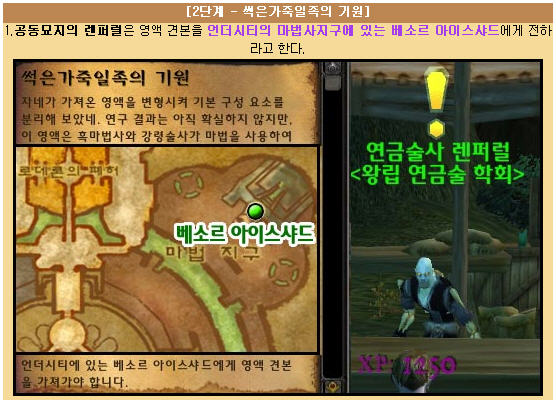 [2단계 - 썩은가죽일족의 기원]
1.공동묘지의 렌퍼럴은 영액 견본을 언더시티의 마법사지구에 있는 베소르 아이스샤드에게 전하
라고 한다.
썩은가죽일족의 기원
자네가 가져온 영액을 변형시켜 기본 구성 요소를
분리해 보았네. 연구 결과는 아직 확실하지 않지만,
이 영액은 흑마법사와 강령술사가 마법을 사용하여
로데론의 폐허
베소르 아이스샤드
마법 지구
언더시티에 있는 베소르 아이스샤드에게 영액 견본
을 가져가야 합니다.
연금술사 렌퍼럴
<왕립 연금술 학회>
XP: 1250